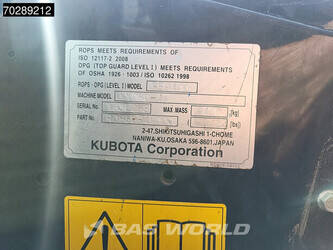 70289212
ROPS MEETS REQUIREMENTS OF
ISO 12117-2 2008
OPG (TOP GUARD LEVEL I) MEETS REQUIREMENTS
OF OSHA 1926 · 1003 / ISO 10262 1998
ROPS · OPG (LEVEL I) MODEL
MACHINE MODEL
SERIAL NO. MAX. MASS [kg]
PART NO. [lbs]
2-47, SHIKITSUHIGASHI 1-CHOME
NANIWA-KU, OSAKA 556-8601, JAPAN
KUBOTA Corporation
BAS WORLD